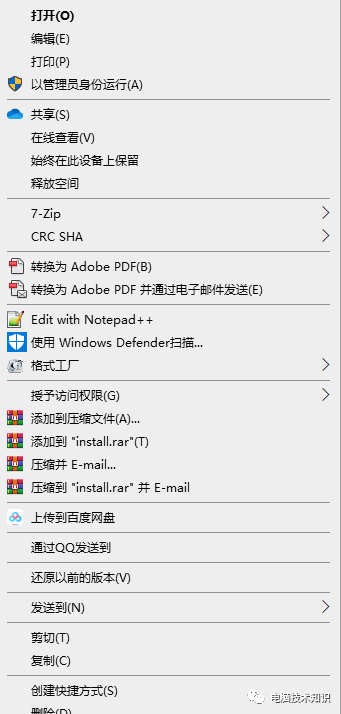 打开(O)
编辑(E)
打印(P)
以管理员身份运行(A)
共享(S)
在线查看(V)
始终在此设备上保留
释放空间
7-Zip
CRC SHA
转换为 Adobe PDF(B)
转换为 Adobe PDF 并通过电子邮件发送(E)
Edit with Notepad++
使用 Windows Defender扫描...
格式工厂
授予访问权限(G)
添加到压缩文件(A)...
添加到 "install.rar"(T)
压缩并 E-mail...
压缩到 "install.rar" 并 E-mail
上传到百度网盘
通过QQ发送到
还原以前的版本(V)
发送到(N)
剪切(T)
复制(C)
创建快捷方式(S)
电脑技术知识
删除(D)